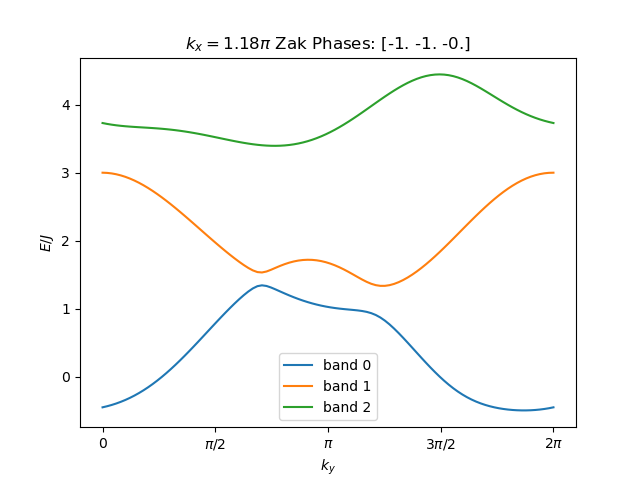 $k_x = 1.18\pi$ Zak Phases: [-1. -1. -0.]
E/J
4
3
2
1
0
band 0
band 1
band 2
0
π/2
π
3π/2
2π
$k_y$